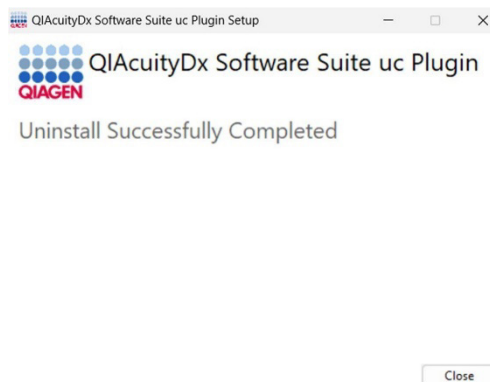 QIAcuityDx Software Suite uc Plugin Setup
QIAcuityDx Software Suite uc Plugin
QIAGEN
Uninstall Successfully Completed
Close